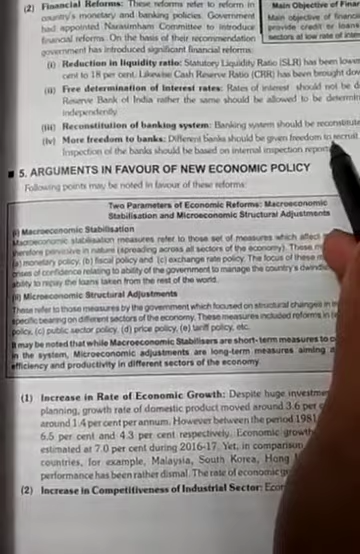 (2) Financial Reforms: These reforms refer to reform in
country's monetary and banking policies. Government
had appointed Narasimham Committee to introduce
financial reforms. On the basis of their recommendation
government has introduced significant financial reforms:
Main Objective of Finan
Main objective of financ
provide credit or loans
sectors at low rate of inter
(i) Reduction in liquidity ratio: Statutory Liquidity Ratio (SLR) has been lower
cent to 18 per cent. Likewise Cash Reserve Ratio (CRR) has been brought dow
(ii) Free determination of interest rates: Rates of interest should not be d
Reserve Bank of India rather the same should be allowed to be determin
independently.
(iii) Reconstitution of banking system: Banking system should be reconstitute
(iv) More freedom to banks: Different banks should be given freedom to recruit
Inspection of the banks should be based on internal inspection report
5. ARGUMENTS IN FAVOUR OF NEW ECONOMIC POLICY
Following points may be noted in favour of these reforms:
Two Parameters of Economic Reforms: Macroeconomic
Stabilisation and Microeconomic Structural Adjustments
(i) Macroeconomic Stabilisation
Macroeconomic stabilisation measures refer to those set of measures which affect
therefore pervasive in nature (spreading across all sectors of the economy). These m
(a) monetary policy, (b) fiscal policy and (c) exchange rate policy. The focus of these m
crises of confidence relating to ability of the government to manage the country's dwindli
ability to repay the loans taken from the rest of the world.
(ii) Microeconomic Structural Adjustments
These refer to those measures by the government which focused on structural changes in
specific bearing on different sectors of the economy. These measures included reforms in
policy, (c) public sector policy, (d) price policy, (e) tariff policy, etc.
It may be noted that while Macroeconomic Stabilisers are short-term measures to
in the system, Microeconomic adjustments are long-term measures aiming
efficiency and productivity in different sectors of the economy.
(1) Increase in Rate of Economic Growth: Despite huge investmen
planning, growth rate of domestic product moved around 3.6 per
around 1.4 per cent per annum. However between the period 1981
6.5 per cent and 4.3 per cent respectively. Economic growth
estimated at 7.0 per cent during 2016-17. Yet, in comparison
countries, for example, Malaysia, South Korea, Hong
performance has been rather dismal. The rate of economic gr
(2) Increase in Competitiveness of Industrial Sector: Econ